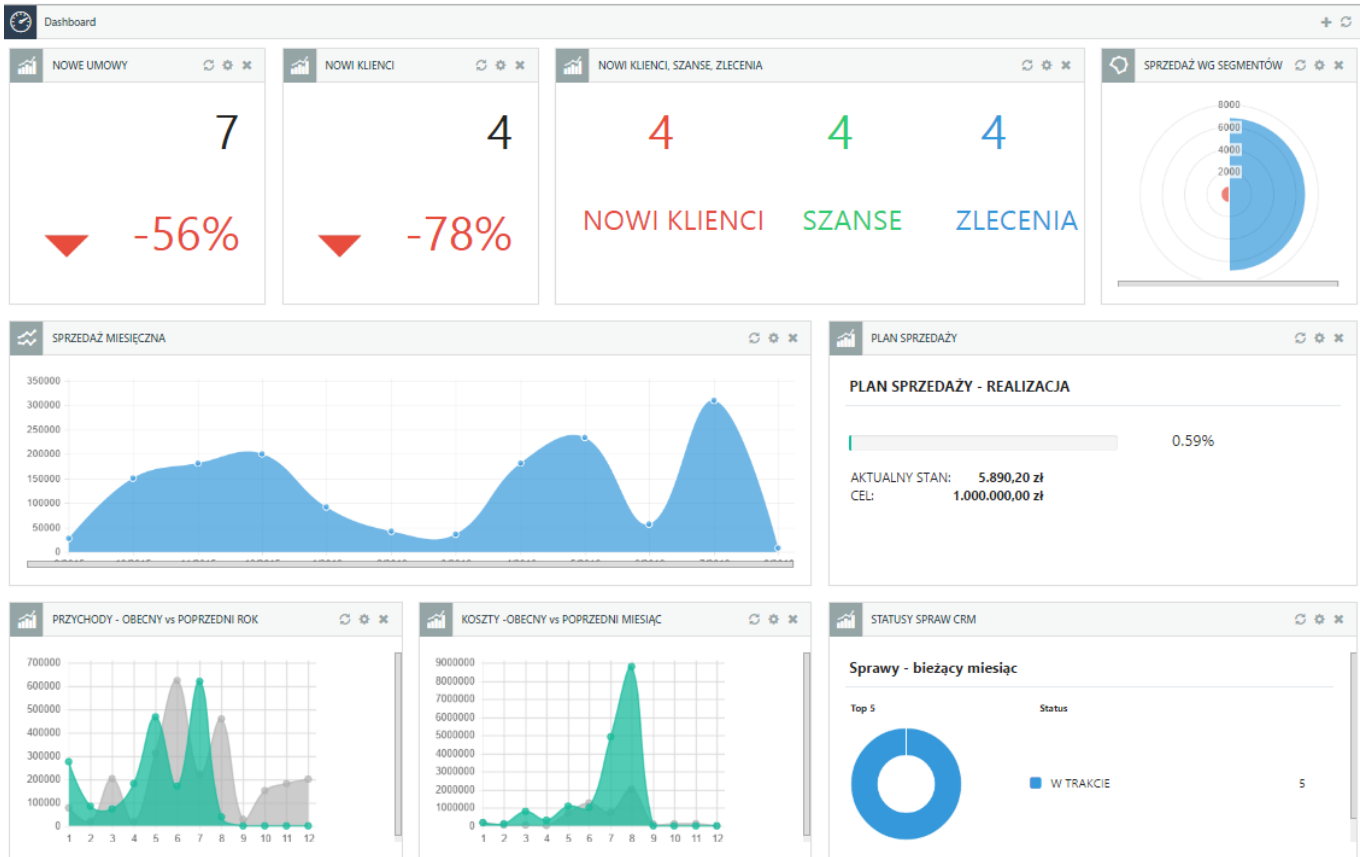 Dashboard
NOWE UMOWY
7
-56%
NOWI KLIENCI
4
-78%
NOWI KLIENCI, SZANSE, ZLECENIA
4 4 4
NOWI KLIENCI SZANSE ZLECENIA
SPRZEDAŻ WG SEGMENTÓW
8000
6000
4000
2000
SPRZEDAŻ MIESIĘCZNA
350000
300000
250000
200000
150000
100000
50000
0
PLAN SPRZEDAŻY
PLAN SPRZEDAŻY - REALIZACJA
0.59%
AKTUALNY STAN: 5.890,20 zł
CEL: 1.000.000,00 zł
PRZYCHODY - OBECNY vs POPRZEDNI ROK
700000
600000
500000
400000
300000
200000
100000
0
1 2 3 4 5 6 7 8 9 10 11 12
KOSZTY -OBECNY vs POPRZEDNI MIESIĄC
9000000
8000000
7000000
6000000
5000000
4000000
3000000
2000000
1000000
0
1 2 3 4 5 6 7 8 9 10 11 12
STATUSY SPRAW CRM
Sprawy - bieżący miesiąc
Top 5 Status
W TRAKCIE 5